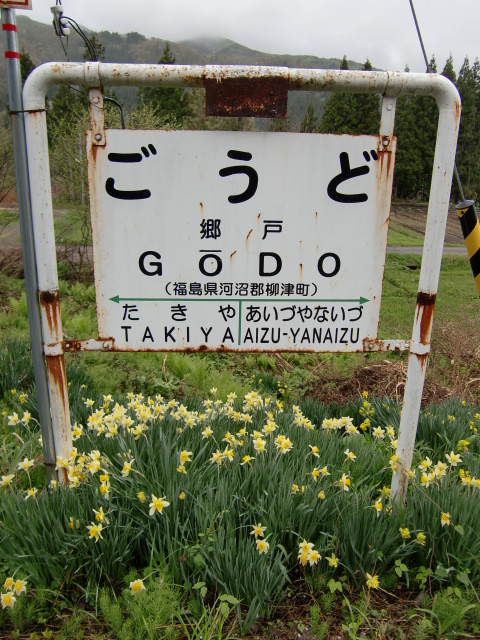 ごうど
郷戸
GŌDO
(福島県河沼郡柳津町)
たきや あいづやないづ
TAKIYA AIZU-YANAIZU